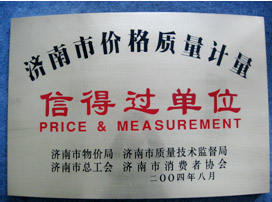 济南市价格质量计量
信得过单位
PRICE & MEASUREMENT
济南市物价局 济南市质量技术监督局
济南市总工会 济南市消费者协会
二00四年八月